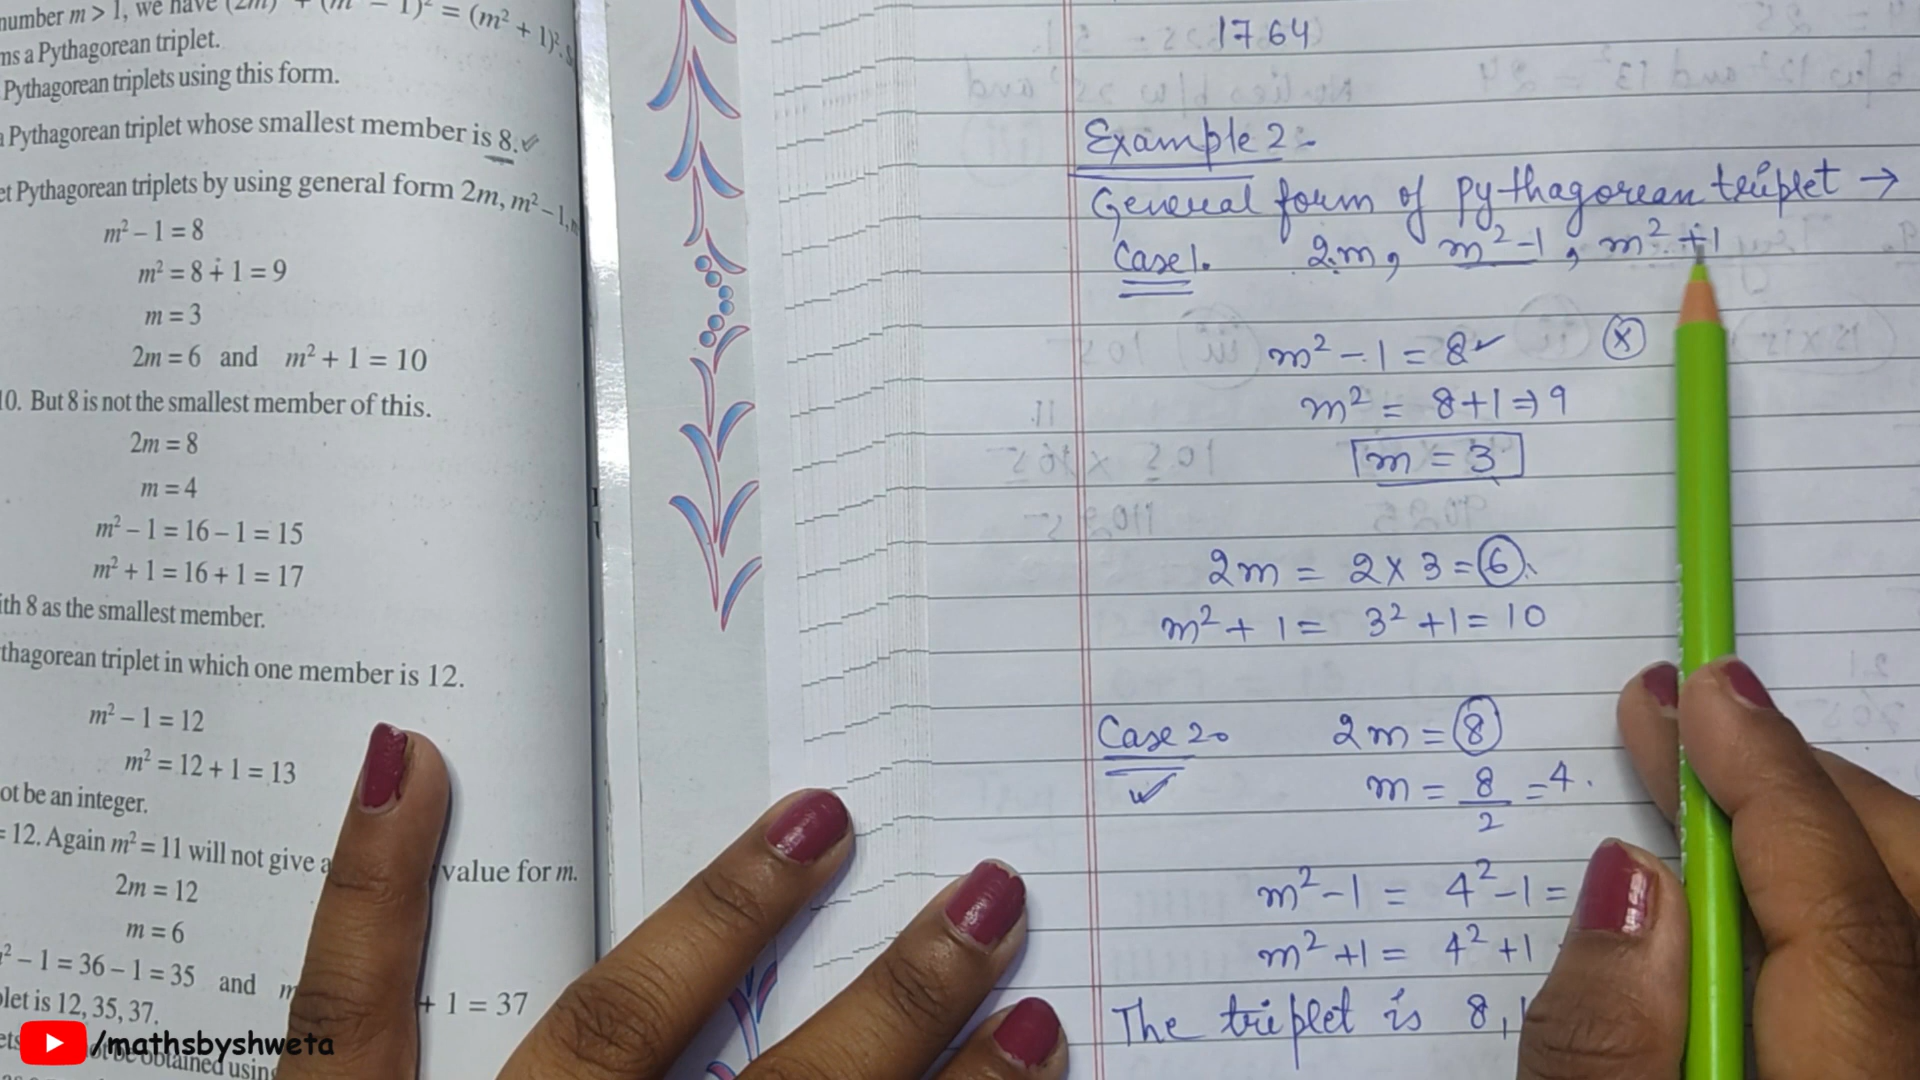 number m > 1, we have (2m) + (m² − 1)² = (m² + 1)².
ms a Pythagorean triplet.
Pythagorean triplets using this form.
Pythagorean triplet whose smallest member is 8.
et Pythagorean triplets by using general form 2m, m² − 1,
m² − 1 = 8
m² = 8 + 1 = 9
m = 3
2m = 6 and m² + 1 = 10
10. But 8 is not the smallest member of this.
2m = 8
m = 4
m² − 1 = 16 − 1 = 15
m² + 1 = 16 + 1 = 17
ith 8 as the smallest member.
thagorean triplet in which one member is 12.
m² − 1 = 12
m² = 12 + 1 = 13
ot be an integer.
= 12. Again m² = 11 will not give a value for m.
2m = 12
m = 6
² − 1 = 36 − 1 = 35 and m + 1 = 37
plet is 12, 35, 37.
ets not be obtained using
/mathsbyshweta
1764
Example 2:-
General form of pythagorean triplet →
Case 1. 2m, m²-1, m²+1
m² - 1 = 8 ✓ ⓧ
m² = 8+1 ⇒ 9
m = 3
2m = 2 × 3 = 6
m² + 1 = 3² + 1 = 10
Case 2. 2m = 8
m = 8/2 = 4.
m² - 1 = 4² - 1 =
m² + 1 = 4² + 1
The triplet is 8,